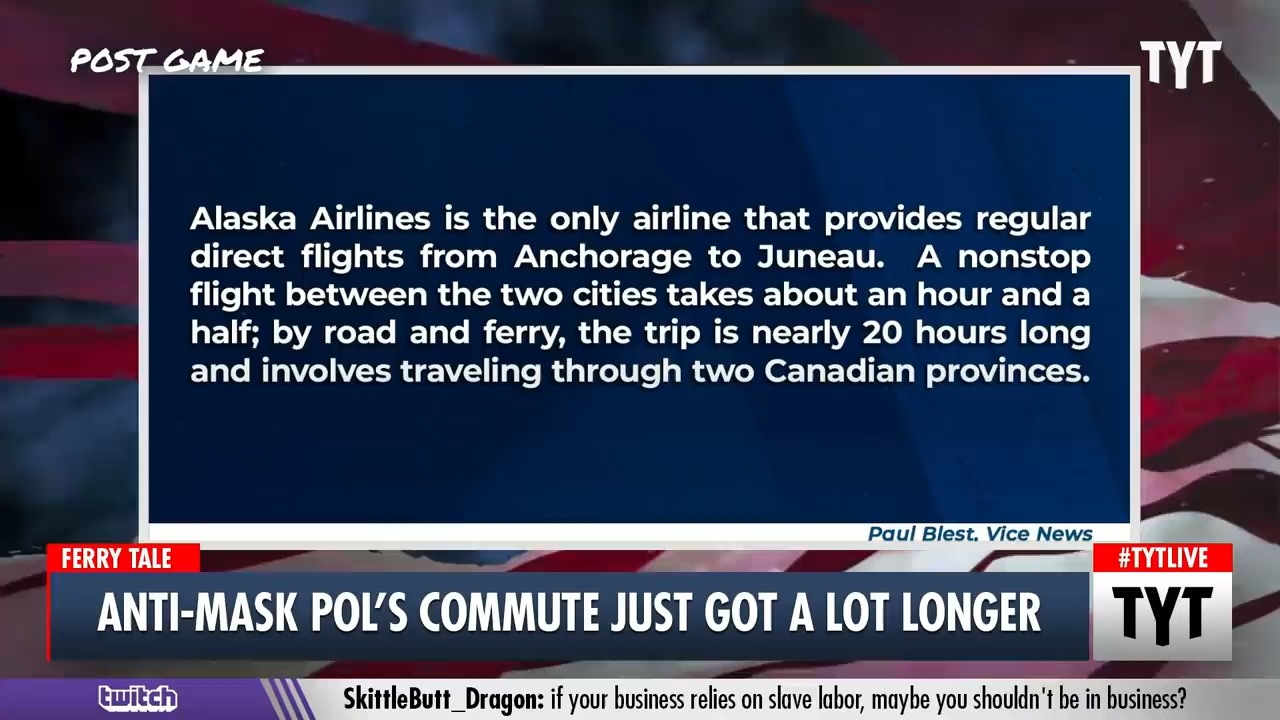 POST GAME
TYT
Alaska Airlines is the only airline that provides regular
direct flights from Anchorage to Juneau. A nonstop
flight between the two cities takes about an hour and a
half; by road and ferry, the trip is nearly 20 hours long
and involves traveling through two Canadian provinces.
Paul Blest, Vice News
FERRY TALE
#TYTLIVE
ANTI-MASK POL'S COMMUTE JUST GOT A LOT LONGER
TYT
twitch
SkittleButt_Dragon: if your business relies on slave labor, maybe you shouldn't be in business?